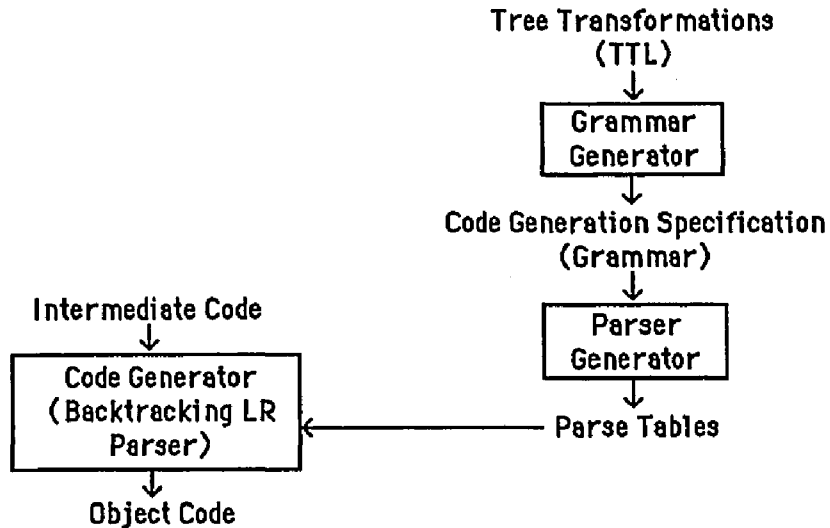 Tree Transformations
(TTL)
Grammar
Generator
Code Generation Specification
(Grammar)
Intermediate Code
Parser
Generator
Code Generator
(Backtracking LR
Parser)
Parse Tables
Object Code